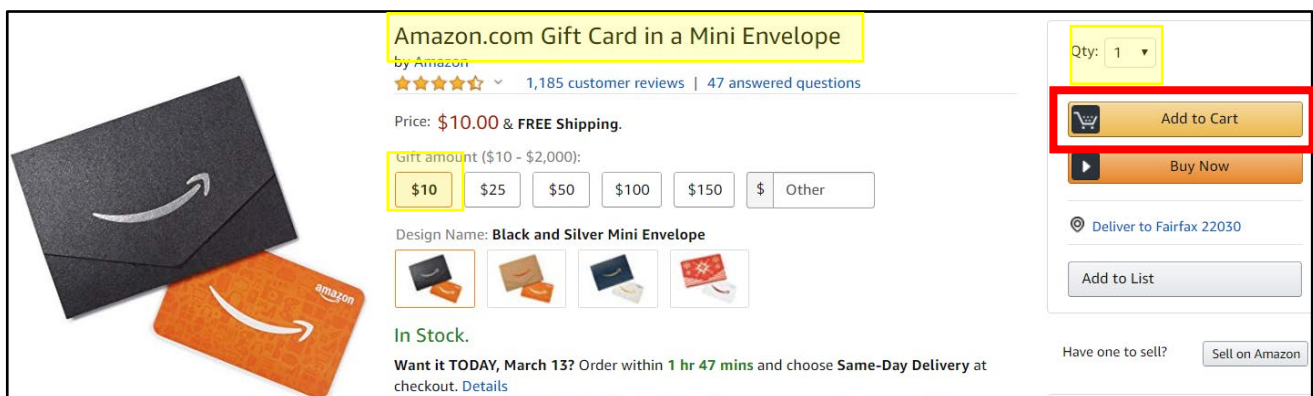 Amazon.com Gift Card in a Mini Envelope
by Amazon
1,185 customer reviews | 47 answered questions
Price: $10.00 & FREE Shipping.
Gift amount ($10 - $2,000):
$10 $25 $50 $100 $150 $ Other
Design Name: Black and Silver Mini Envelope
amazon
In Stock.
Want it TODAY, March 13? Order within 1 hr 47 mins and choose Same-Day Delivery at
checkout. Details
Qty: 1
Add to Cart
Buy Now
Deliver to Fairfax 22030
Add to List
Have one to sell? Sell on Amazon